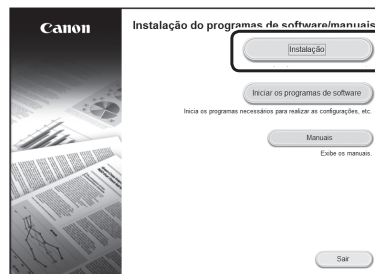 Canon
Instalação do programas de software/manuais
Instalação
Iniciar os programas de software
Inicia os programas necessários para realizar as configurações, etc.
Manuais
Exibe os manuais.
Sair